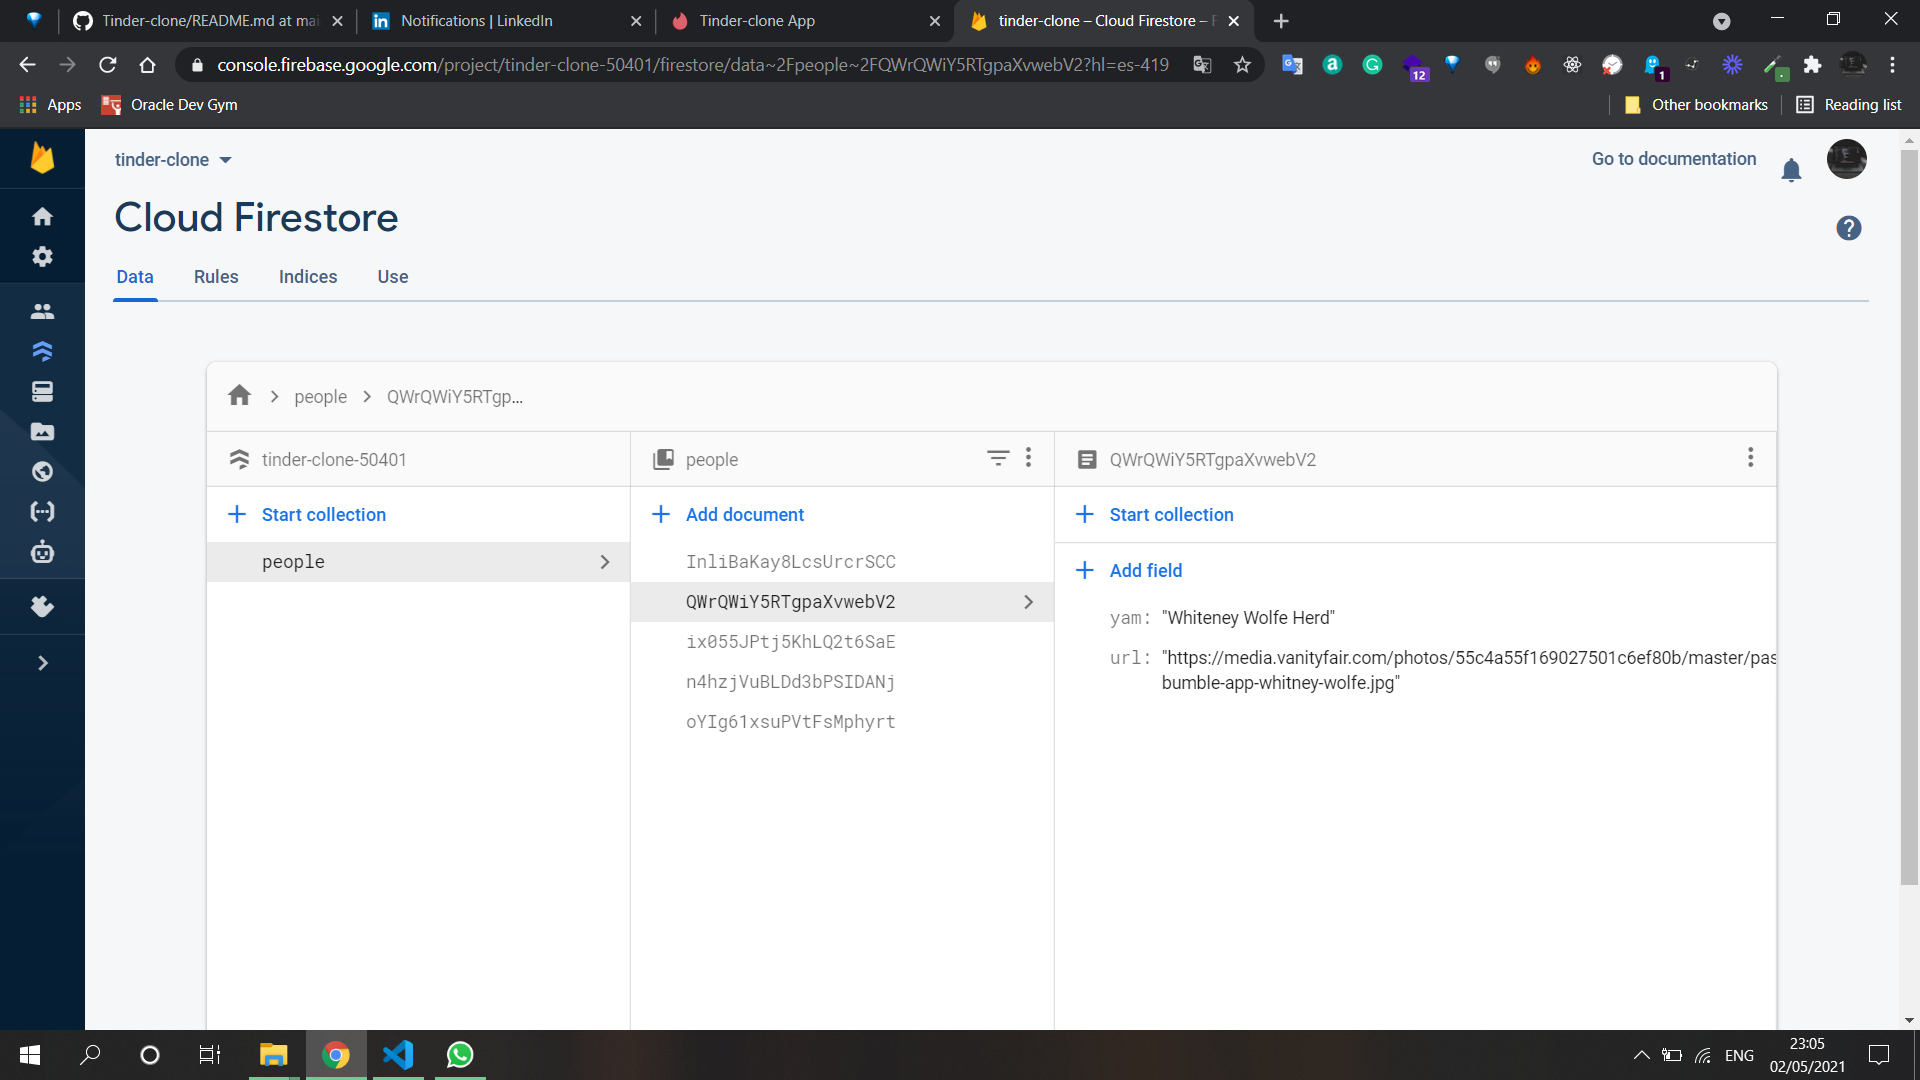 Tinder-clone/README.md at mai
Notifications | LinkedIn
Tinder-clone App
tinder-clone – Cloud Firestore – F
console.firebase.google.com/project/tinder-clone-50401/firestore/data~2Fpeople~2FQWrQWiY5RTgpaXvwebV2?hl=es-419
12
1
Apps
Oracle Dev Gym
Other bookmarks
Reading list
tinder-clone
Go to documentation
Cloud Firestore
Data
Rules
Indices
Use
people
QWrQWiY5RTgp...
tinder-clone-50401
people
QWrQWiY5RTgpaXvwebV2
Start collection
Add document
Start collection
people
InliBaKay8LcsUrcrSCC
QWrQWiY5RTgpaXvwebV2
ix055JPtj5KhLQ2t6SaE
n4hzjVuBLDd3bPSIDANj
oYIg61xsuPVtFsMphyrt
Add field
yam: "Whiteney Wolfe Herd"
url: "https://media.vanityfair.com/photos/55c4a55f169027501c6ef80b/master/pas
bumble-app-whitney-wolfe.jpg"
ENG
23:05
02/05/2021